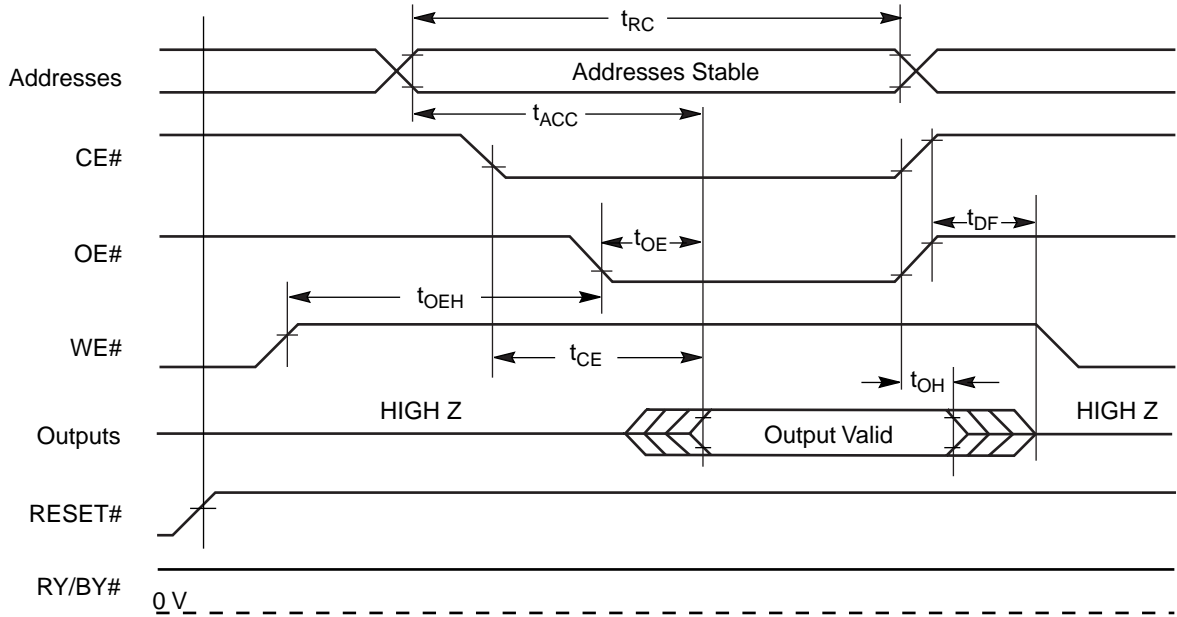 tRC
Addresses
Addresses Stable
tACC
CE#
tDF
OE#
tOE
tOEH
WE#
tCE
tOH
HIGH Z
HIGH Z
Outputs
Output Valid
RESET#
RY/BY#
0 V